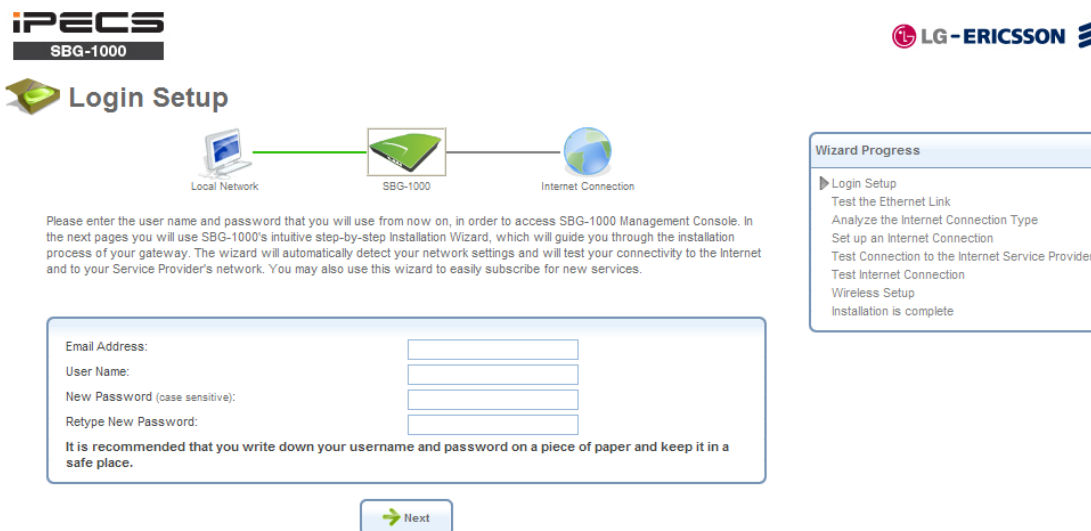 iPECS
SBG-1000
LG-ERICSSON
Login Setup
Local Network
SBG-1000
Internet Connection
Please enter the user name and password that you will use from now on, in order to access SBG-1000 Management Console. In
the next pages you will use SBG-1000's intuitive step-by-step Installation Wizard, which will guide you through the installation
process of your gateway. The wizard will automatically detect your network settings and will test your connectivity to the Internet
and to your Service Provider's network. You may also use this wizard to easily subscribe for new services.
Email Address:
User Name:
New Password (case sensitive):
Retype New Password:
It is recommended that you write down your username and password on a piece of paper and keep it in a
safe place.
Next
Wizard Progress
Login Setup
Test the Ethernet Link
Analyze the Internet Connection Type
Set up an Internet Connection
Test Connection to the Internet Service Provider
Test Internet Connection
Wireless Setup
Installation is complete